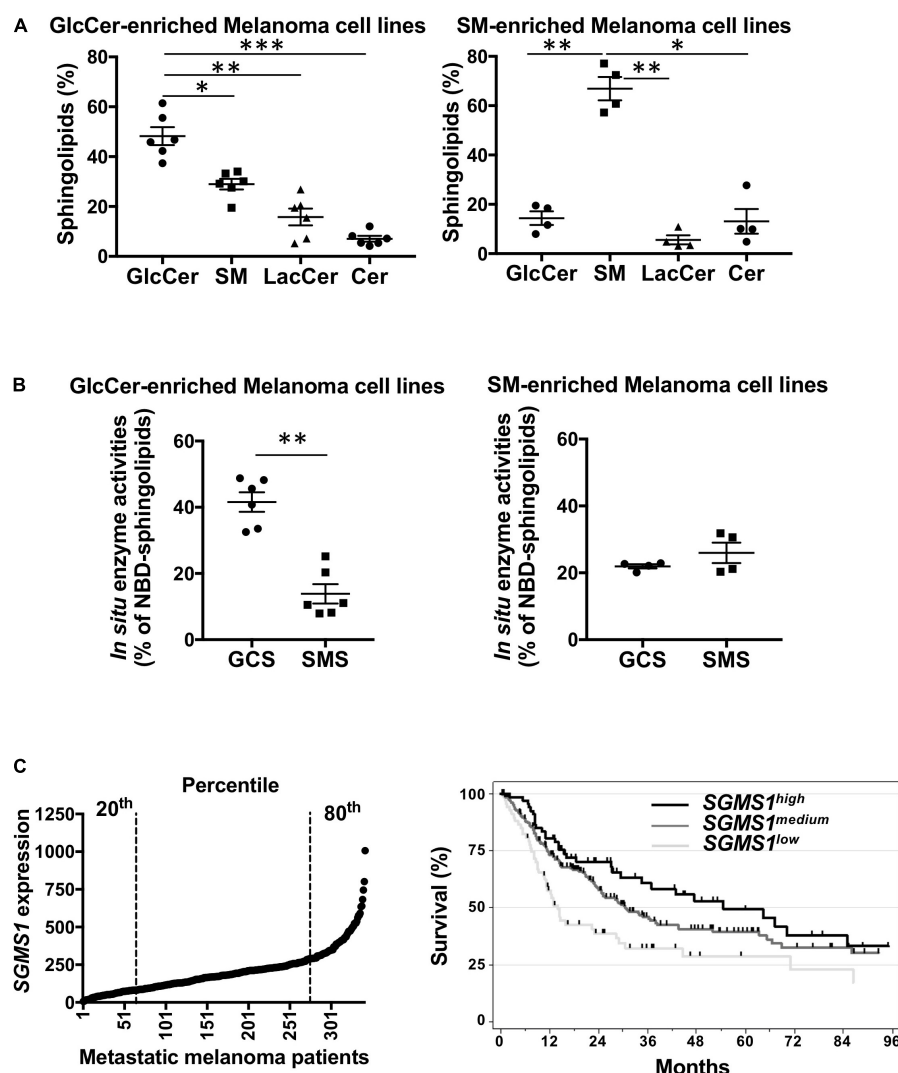 A
GlcCer-enriched Melanoma cell lines
SM-enriched Melanoma cell lines
Sphingolipids (%)
80
60
40
20
0
***
**
*
GlcCer SM LacCer Cer
Sphingolipids (%)
80
60
40
20
0
** *
**
GlcCer SM LacCer Cer
B
GlcCer-enriched Melanoma cell lines
SM-enriched Melanoma cell lines
In situ enzyme activities
(% of NBD-sphingolipids)
60
40
20
0
**
GCS SMS
In situ enzyme activities
(% of NBD-sphingolipids)
60
40
20
0
GCS SMS
C
Percentile
20th
80th
SGMS1 expression
1250
1000
750
500
250
0
1 51 101 151 201 251 301
Metastatic melanoma patients
Survival (%)
100
75
50
25
0
SGMS1high
SGMS1medium
SGMS1low
0 12 24 36 48 60 72 84 96
Months